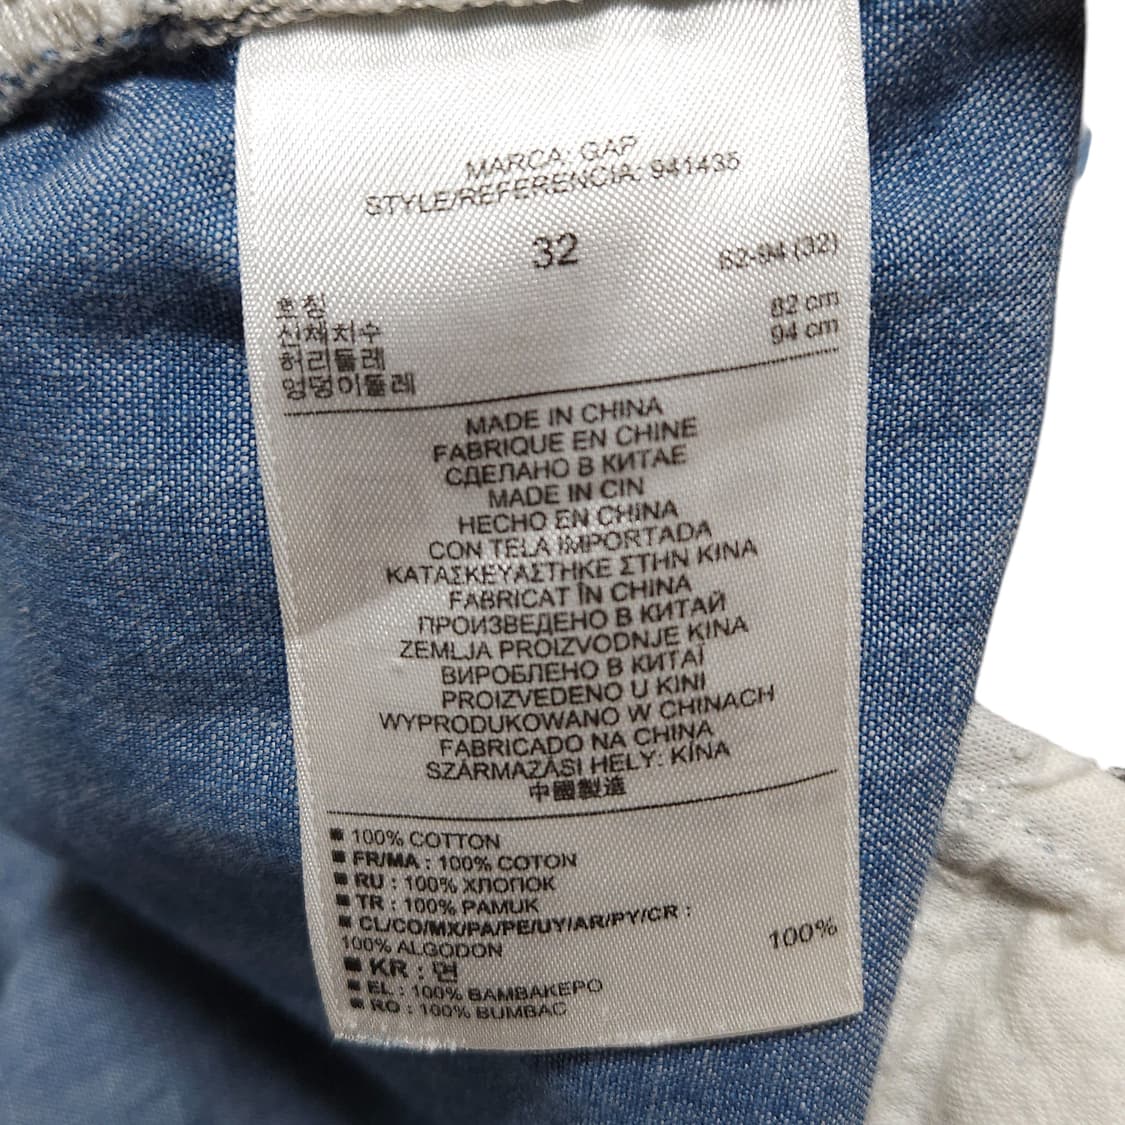 MARCA: GAP
STYLE/REFERENCIA: 941435
32
82-94 (32)
호칭
신체치수
허리둘레 82 cm
엉덩이둘레 94 cm
MADE IN CHINA
FABRIQUE EN CHINE
СДЕЛАНО В КИТАЕ
MADE IN CIN
HECHO EN CHINA
CON TELA IMPORTADA
ΚΑΤΑΣΚΕΥΑΣΤΗΚΕ ΣΤΗΝ ΚΙΝΑ
FABRICAT ÎN CHINA
ПРОИЗВЕДЕНО В КИТАЙ
ZEMLJA PROIZVODNJE KINA
ВИРОБЛЕНО В КИТАЇ
PROIZVEDENO U KINI
WYPRODUKOWANO W CHINACH
FABRICADO NA CHINA
SZÁRMAZÁSI HELY: KÍNA
中國製造
■ 100% COTTON
■ FR/MA : 100% COTON
■ RU : 100% ХЛОПОК
■ TR : 100% PAMUK
■ CL/CO/MX/PA/PE/UY/AR/PY/CR :
100% ALGODON
■ KR : 면 100%
■ EL : 100% ΒΑΜΒΑΚΕΡΟ
■ RO : 100% BUMBAC